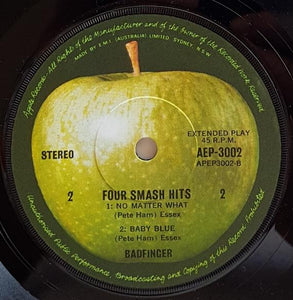 Apple Records. All Rights of the Manufacturer and of the Owner of the Recorded Work Reserved.
MADE BY E.M.I. (AUSTRALIA) LIMITED SYDNEY, N.S.W.
EXTENDED PLAY
45 R.P.M.
STEREO
AEP-3002
APEP3002-B
2
FOUR SMASH HITS
2
1: NO MATTER WHAT
(Pete Ham) Essex
2: BABY BLUE
(Pete Ham) Essex
BADFINGER
Unauthorised Public Performance, Broadcasting and Copying of this Record Prohibited